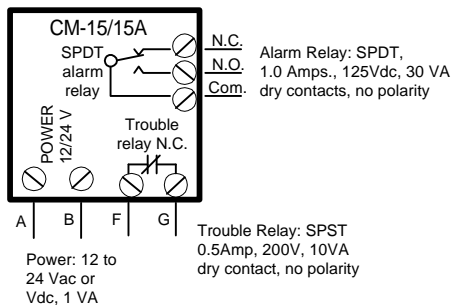 CM-15/15A
SPDT
alarm
relay
N.C.
N.O.
Com.
Alarm Relay: SPDT,
1.0 Amps., 125Vdc, 30 VA
dry contacts, no polarity
POWER
12/24 V
Trouble
relay N.C.
A
B
F
G
Power: 12 to
24 Vac or
Vdc, 1 VA
Trouble Relay: SPST
0.5Amp, 200V, 10VA
dry contact, no polarity